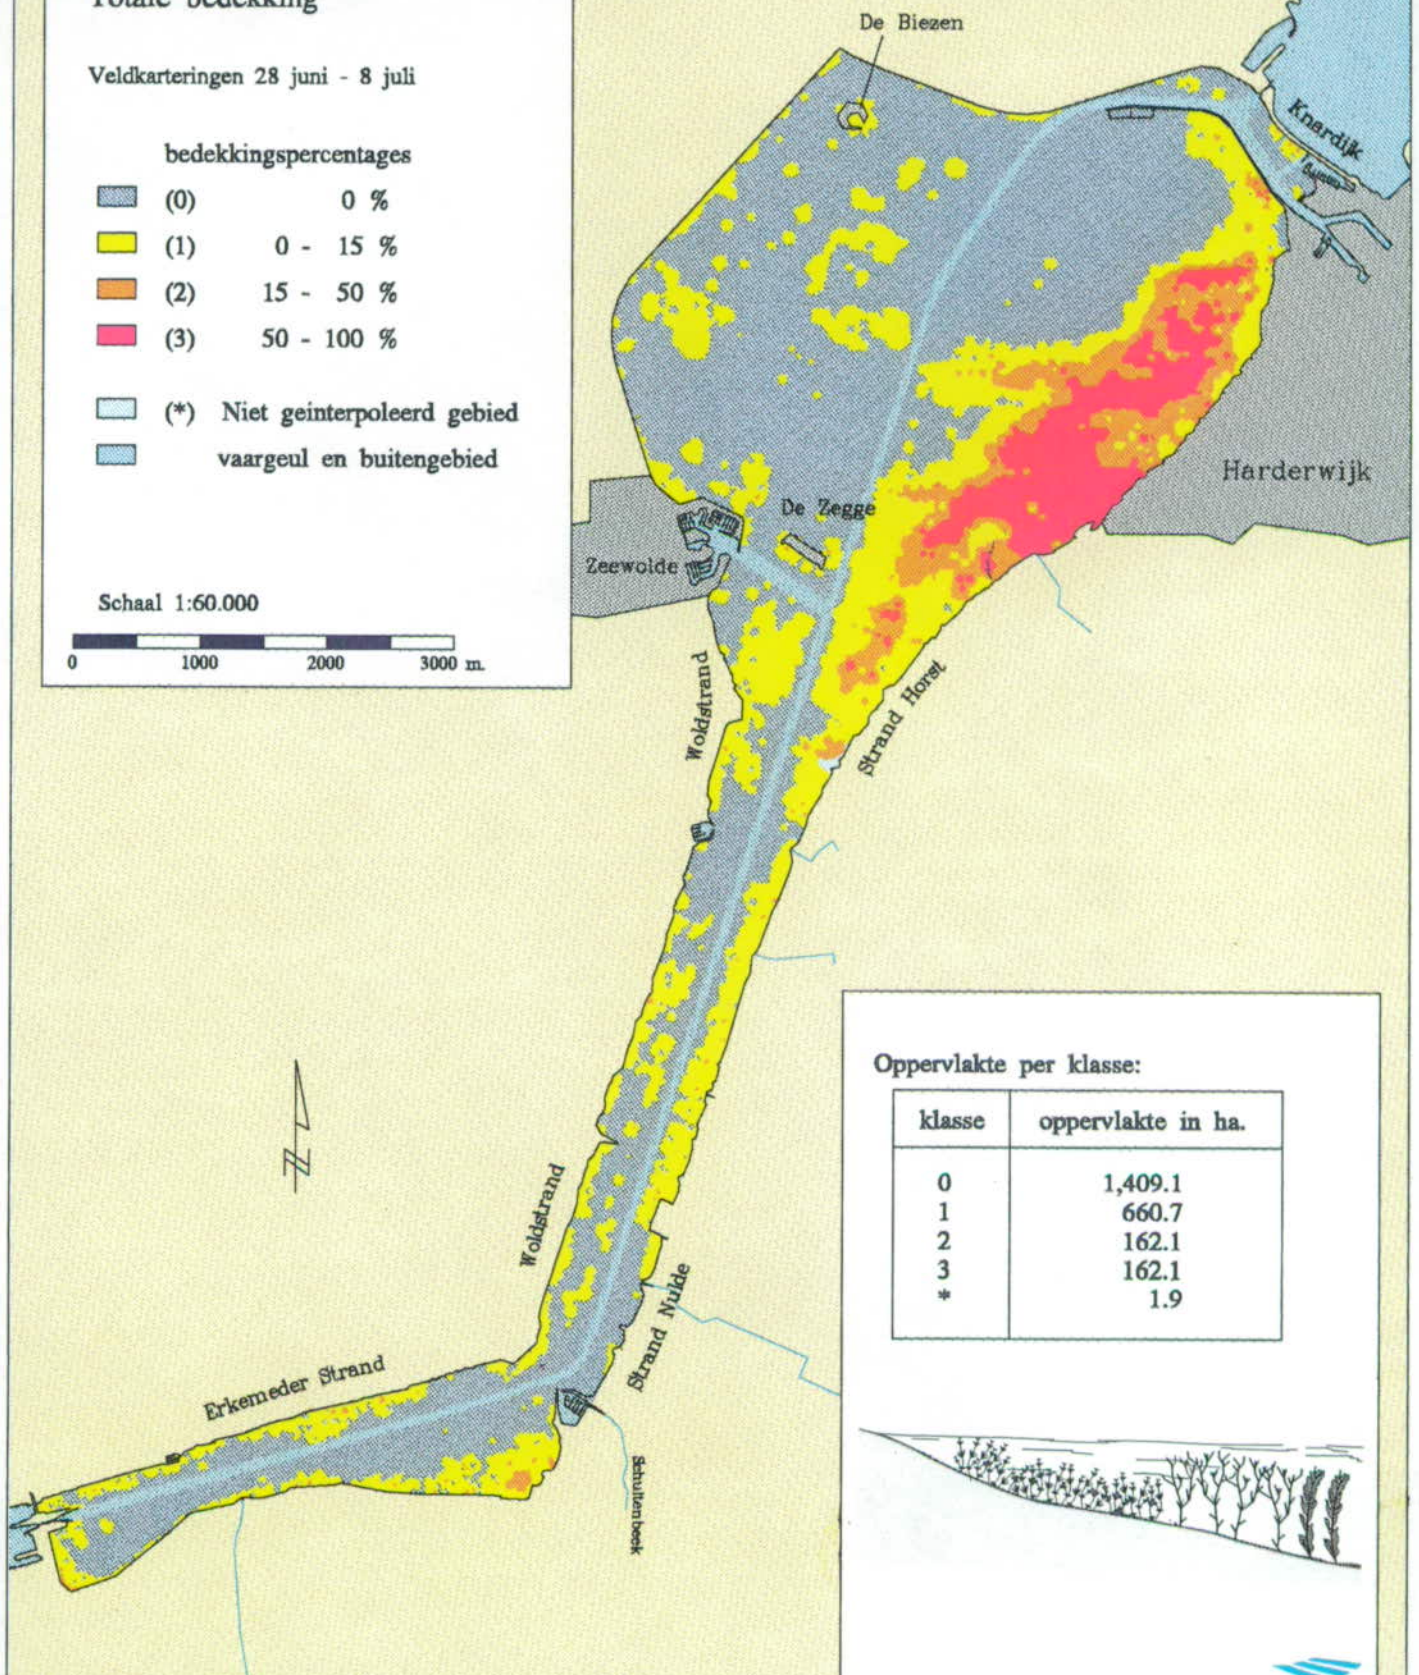 Totale bedekking
Veldkarteringen 28 juni - 8 juli
bedekkingspercentages
(0) 0 %
(1) 0 - 15 %
(2) 15 - 50 %
(3) 50 - 100 %
(*) Niet geinterpoleerd gebied
vaargeul en buitengebied
Schaal 1:60.000
0 1000 2000 3000 m.
De Biezen
Knardijk
Harderwijk
De Zegge
Zeewolde
Woldstrand
Strand Horst
Woldstrand
Strand Nulde
Erkemeder Strand
Schuitenbeek
N
Oppervlakte per klasse:
klasse oppervlakte in ha.
0 1,409.1
1 660.7
2 162.1
3 162.1
* 1.9